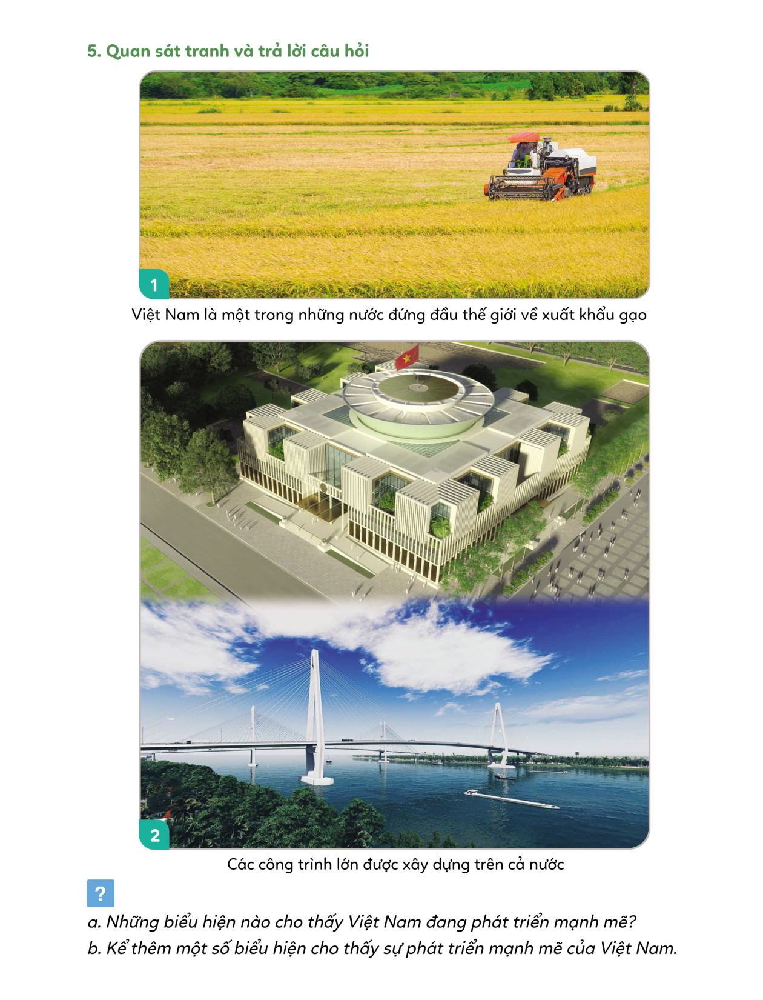 5. Quan sát tranh và trả lời câu hỏi
1
Việt Nam là một trong những nước đứng đầu thế giới về xuất khẩu gạo
2
Các công trình lớn được xây dựng trên cả nước
?
a. Những biểu hiện nào cho thấy Việt Nam đang phát triển mạnh mẽ?
b. Kể thêm một số biểu hiện cho thấy sự phát triển mạnh mẽ của Việt Nam.